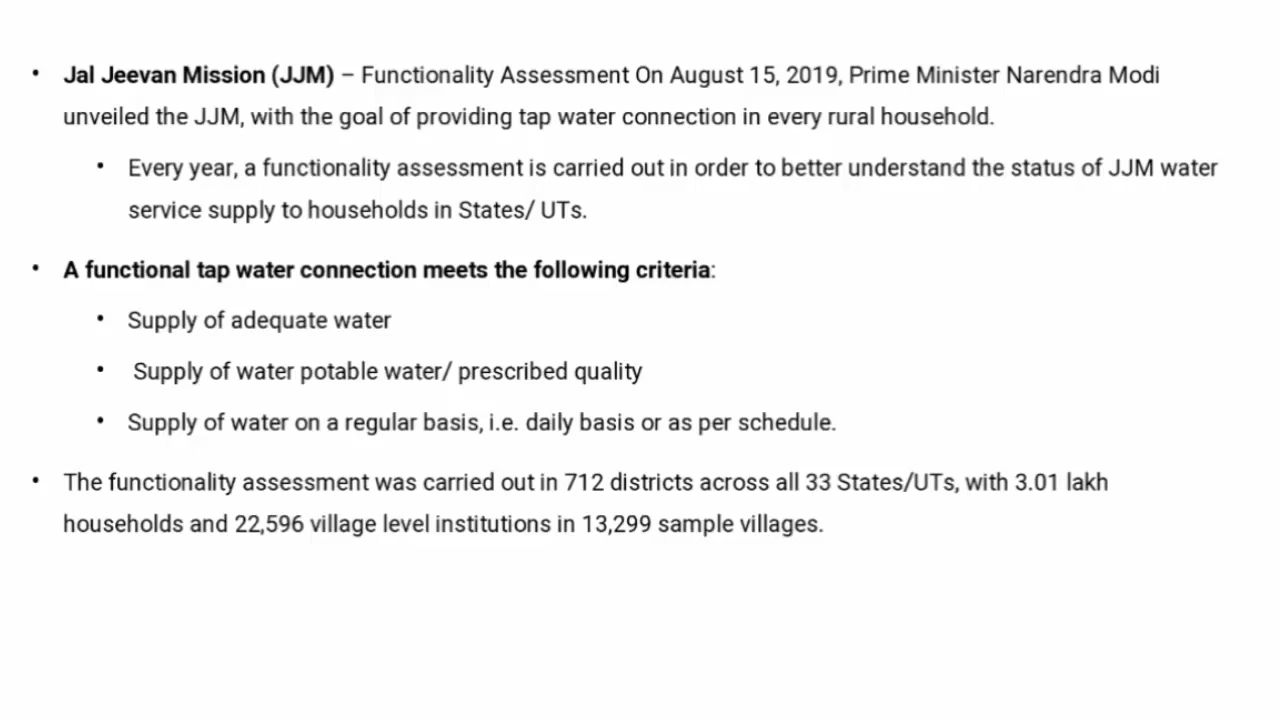 • Jal Jeevan Mission (JJM) – Functionality Assessment On August 15, 2019, Prime Minister Narendra Modi
unveiled the JJM, with the goal of providing tap water connection in every rural household.
• Every year, a functionality assessment is carried out in order to better understand the status of JJM water
service supply to households in States/ UTs.
• A functional tap water connection meets the following criteria:
• Supply of adequate water
• Supply of water potable water/ prescribed quality
• Supply of water on a regular basis, i.e. daily basis or as per schedule.
• The functionality assessment was carried out in 712 districts across all 33 States/UTs, with 3.01 lakh
households and 22,596 village level institutions in 13,299 sample villages.